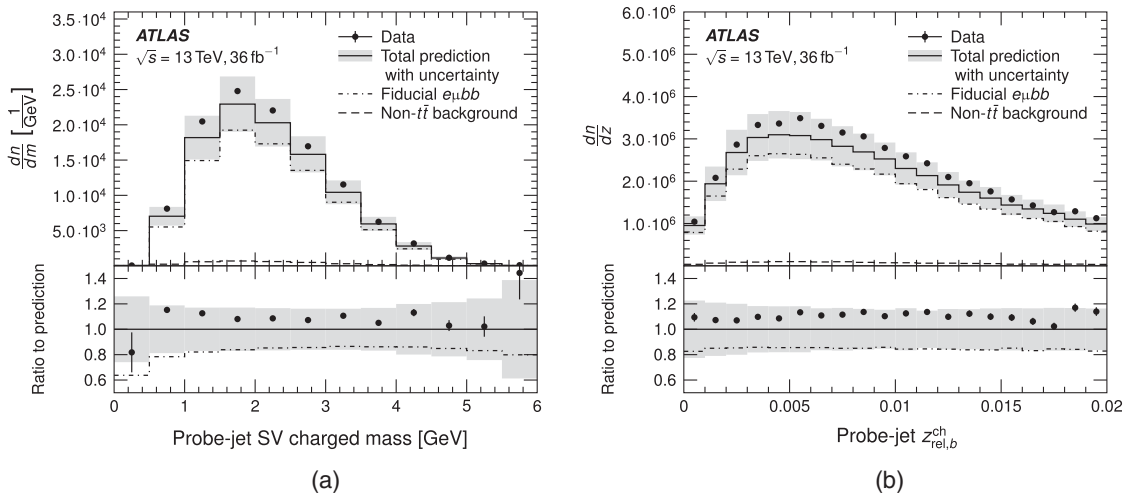 3.5·10⁴
3.0·10⁴
2.5·10⁴
2.0·10⁴
1.5·10⁴
1.0·10⁴
5.0·10³
dn/dm [1/GeV]
ATLAS
√s = 13 TeV, 36 fb⁻¹
Data
Total prediction
with uncertainty
Fiducial eμbb
Non-tt̄ background
1.4
1.2
1.0
0.8
0.6
Ratio to prediction
0 1 2 3 4 5 6
Probe-jet SV charged mass [GeV]
(a)
6.0·10⁶
5.0·10⁶
4.0·10⁶
3.0·10⁶
2.0·10⁶
1.0·10⁶
dn/dz
ATLAS
√s = 13 TeV, 36 fb⁻¹
Data
Total prediction
with uncertainty
Fiducial eμbb
Non-tt̄ background
1.4
1.2
1.0
0.8
0.6
Ratio to prediction
0 0.005 0.01 0.015 0.02
Probe-jet z^ch_rel,b
(b)